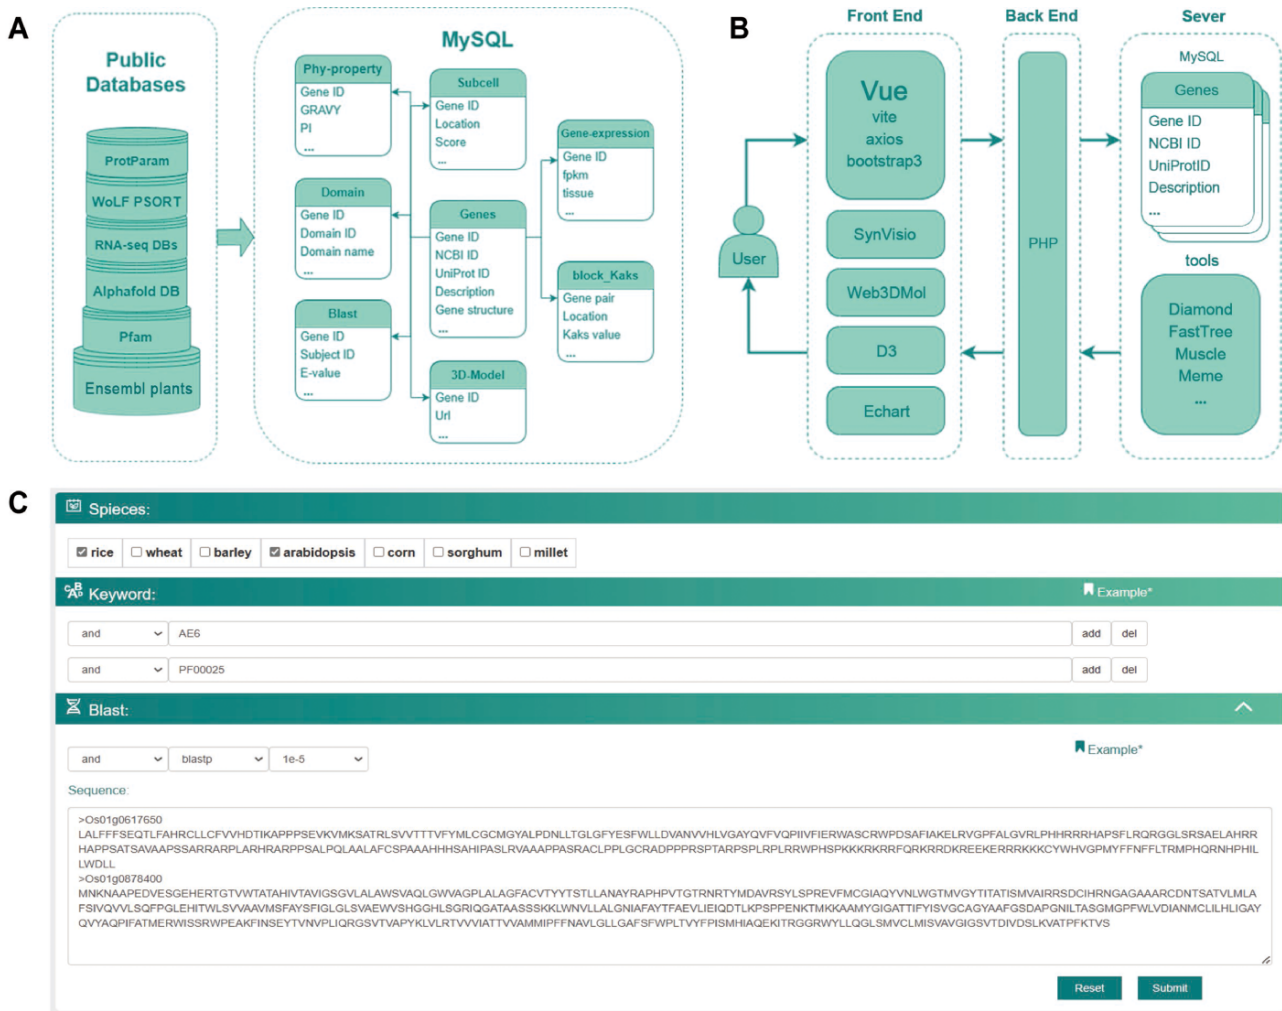 A
Public
Databases
ProtParam
WoLF PSORT
RNA-seq DBs
Alphafold DB
Pfam
Ensembl plants
MySQL
Phy-property
Gene ID
GRAVY
PI
...
Subcell
Gene ID
Location
Score
...
Gene-expression
Gene ID
fpkm
tissue
...
Domain
Gene ID
Domain ID
Domain name
...
Genes
Gene ID
NCBI ID
UniProt ID
Description
Gene structure
...
block_Kaks
Gene pair
Location
Kaks value
...
Blast
Gene ID
Subject ID
E-value
...
3D-Model
Gene ID
Url
...
B
Front End
Back End
Sever
User
Vue
vite
axios
bootstrap3
SynVisio
Web3DMol
D3
Echart
PHP
MySQL
Genes
Gene ID
NCBI ID
UniProtID
Description
...
tools
Diamond
FastTree
Muscle
Meme
...
C
Spieces:
rice wheat barley arabidopsis corn sorghum millet
Keyword: Example*
and AE6 add del
and PF00025 add del
Blast:
and blastp 1e-5 Example*
Sequence:
>Os01g0617650
LALFFFSEQTLFAHRCLLCFVVHDTIKAPPPSEVKVMKSATRLSVVTTTVFYMLCGCMGYALPDNLLTGLGFYESFWLLDVANVVHLVGAYQVFVQPIIVFIERWASCRWPDSAFIAKELRVGPFALGVRLPHHRRRHAPSFLRQRGGLSRSAELAHRR
HAPPSATSAVAAPSSARRARPLARHRARPPSALPQLAALAFCSPAAAHHHSAHIPASLRVAAAPPASRACLPPLGCRADPPPRSPTARPSPLRPLRRWPHSPKKKRKRRFQRKRRDKREEKERRRKKKCYWHVGPMYFFNFFLTRMPHQRNHPHIL
LWDLL
>Os01g0878400
MNKNAAPEDVESGEHERTGTVWTATAHIVTAVIGSGVLALAWSVAQLGWVAGPLALAGFACVTYYTSTLLANAYRAPHPVTGTRNRTYMDAVRSYLSPREVFMCGIAQYVNLWGTMVGYTITATISMVAIRRSDCIHRNGAGAAARCDNTSATVLMLA
FSIVQVVLSQFPGLEHITWLSVVAAVMSFAYSFIGLGLSVAEWVSHGGHLSGRIQGATAASSSKKLWNVLLALGNIAFAYTFAEVLIEIQDTLKPSPPENKTMKKAAMYGIGATTIFYISVGCAGYAAFGSDAPGNILTASGMGPFWLVDIANMCLILHLIGAY
QVYAQPIFATMERWISSRWPEAKFINSEYTVNVPLIQRGSVTVAPYKLVLRTVVVIATTVVAMMIPFFNAVLGLLGAFSFWPLTVYFPISMHIAQEKITRGGRWYLLQGLSMVCLMISVAVGIGSVTDIVDSLKVATPFKTVS
Reset Submit